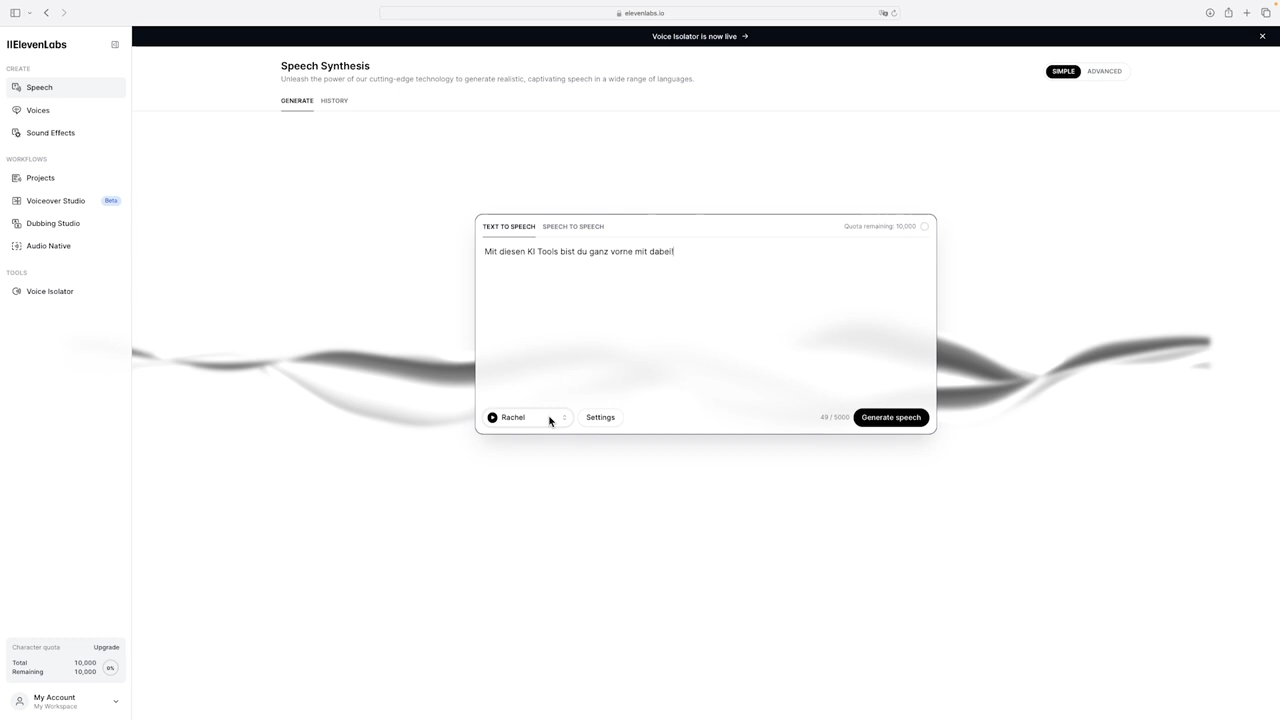 elevenlabs.io
IIElevenLabs
CREATE
Speech
Voices
Sound Effects
WORKFLOWS
Projects
Voiceover Studio Beta
Dubbing Studio
Audio Native
TOOLS
Voice Isolator
Character quota Upgrade
Total 10,000
Remaining 10,000
0%
My Account
My Workspace
Voice Isolator is now live →
Speech Synthesis
Unleash the power of our cutting-edge technology to generate realistic, captivating speech in a wide range of languages.
SIMPLE ADVANCED
GENERATE HISTORY
TEXT TO SPEECH SPEECH TO SPEECH Quota remaining: 10,000
Mit diesen KI Tools bist du ganz vorne mit dabei!
Rachel Settings 49 / 5000 Generate speech